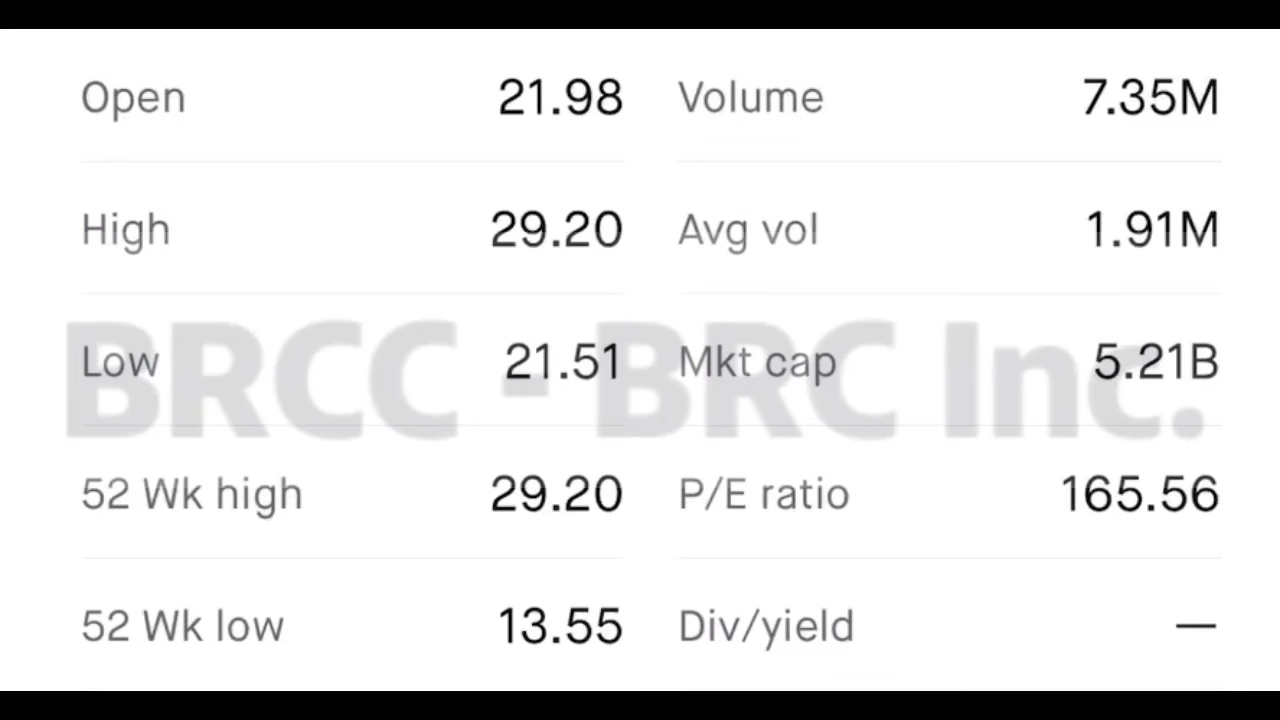 Open 21.98 Volume 7.35M
High 29.20 Avg vol 1.91M
BRCC - BRC Inc.
Low 21.51 Mkt cap 5.21B
52 Wk high 29.20 P/E ratio 165.56
52 Wk low 13.55 Div/yield —